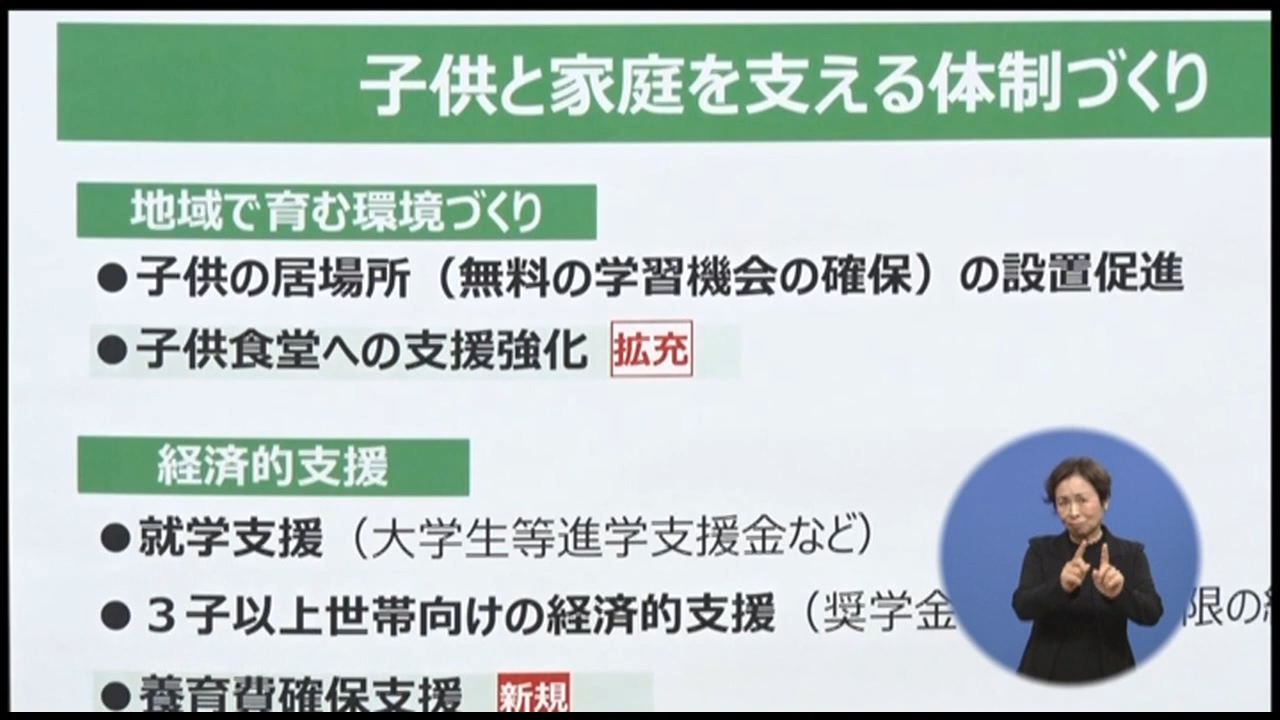 子供と家庭を支える体制づくり
地域で育む環境づくり
●子供の居場所（無料の学習機会の確保）の設置促進
●子供食堂への支援強化 拡充
経済的支援
●就学支援（大学生等進学支援金など）
●３子以上世帯向けの経済的支援（奨学金 限の
●養育費確保支援 新規